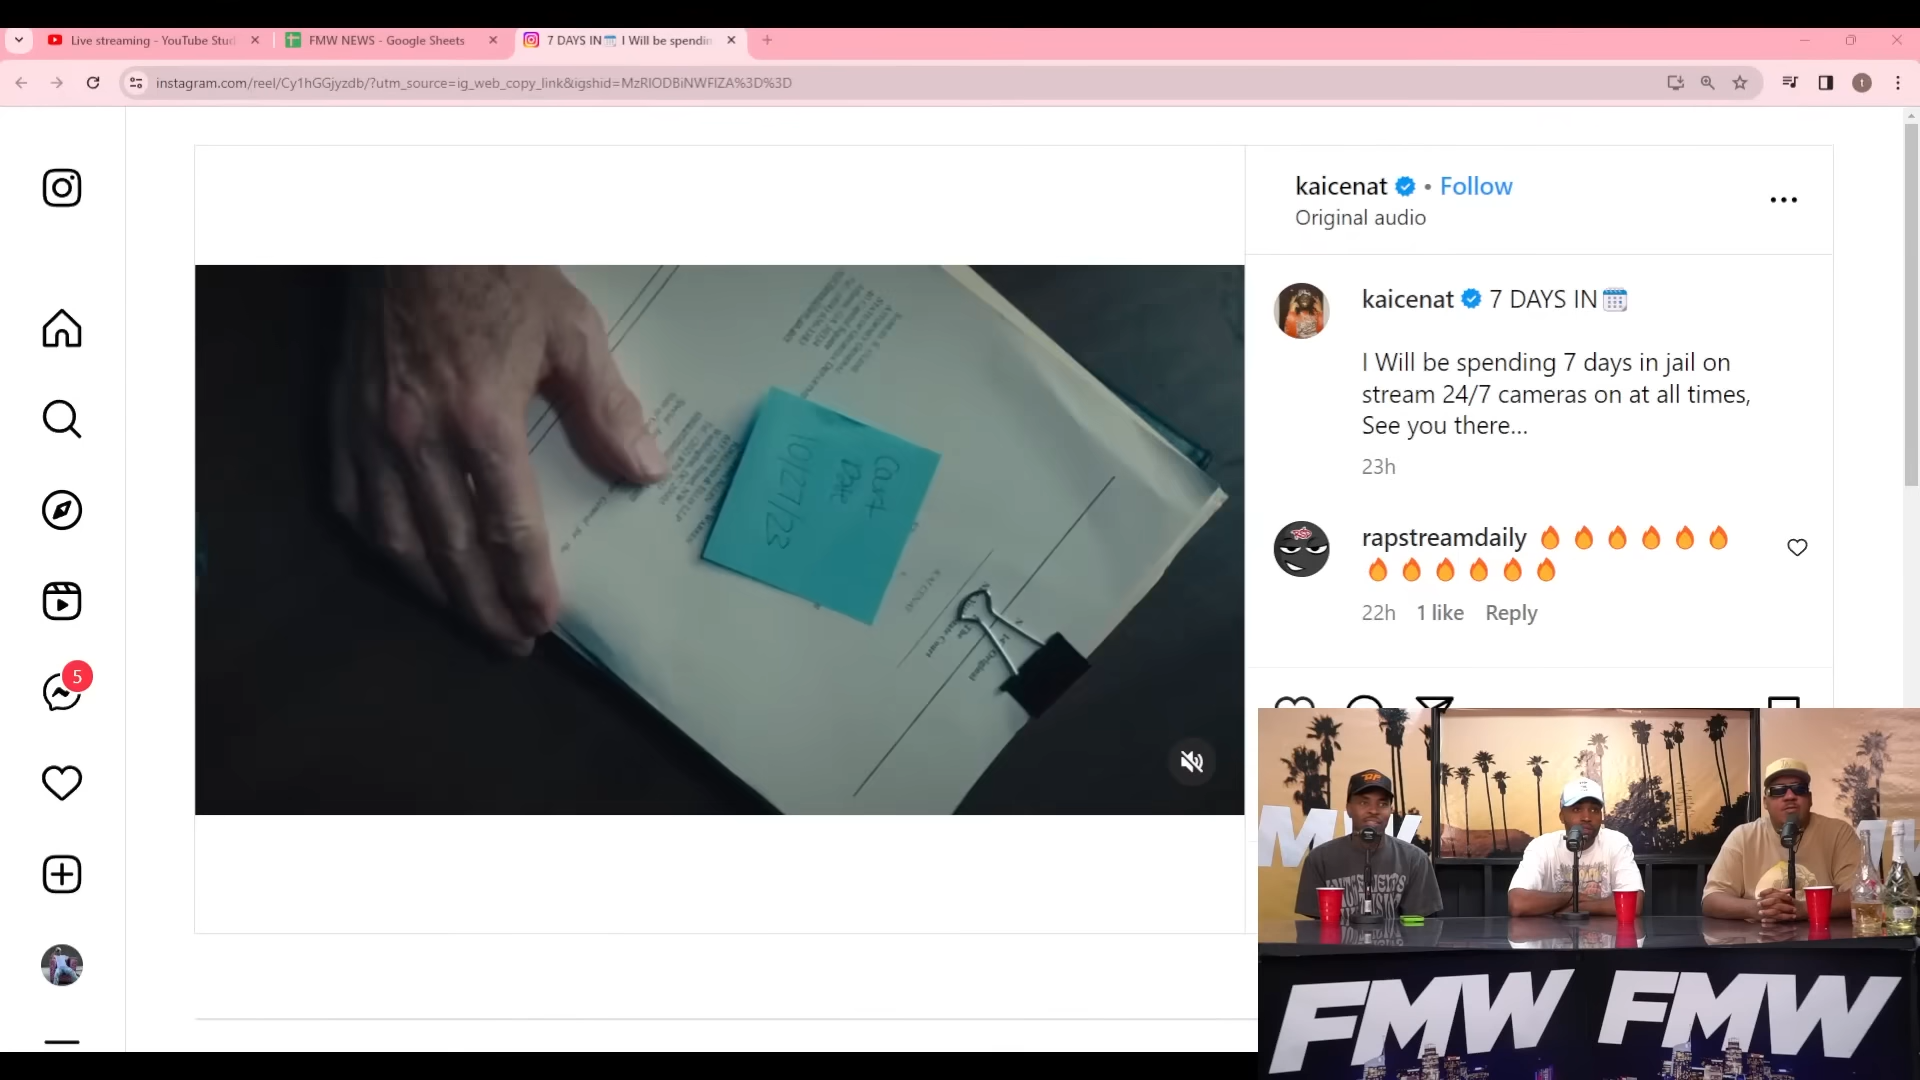 Live streaming - YouTube Stud
FMW NEWS - Google Sheets
7 DAYS IN🗓️ I Will be spendin
instagram.com/reel/Cy1hGGjyzdb/?utm_source=ig_web_copy_link&igshid=MzRlODBiNWFlZA%3D%3D
t
kaicenat • Follow
Original audio
kaicenat 7 DAYS IN🗓️
I Will be spending 7 days in jail on
stream 24/7 cameras on at all times,
See you there...
23h
rapstreamdaily 🔥🔥🔥🔥🔥🔥
🔥🔥🔥🔥🔥🔥
22h 1 like Reply
5
Court
Date
10/27/23
KAI CENAT
Original
FMW FMW